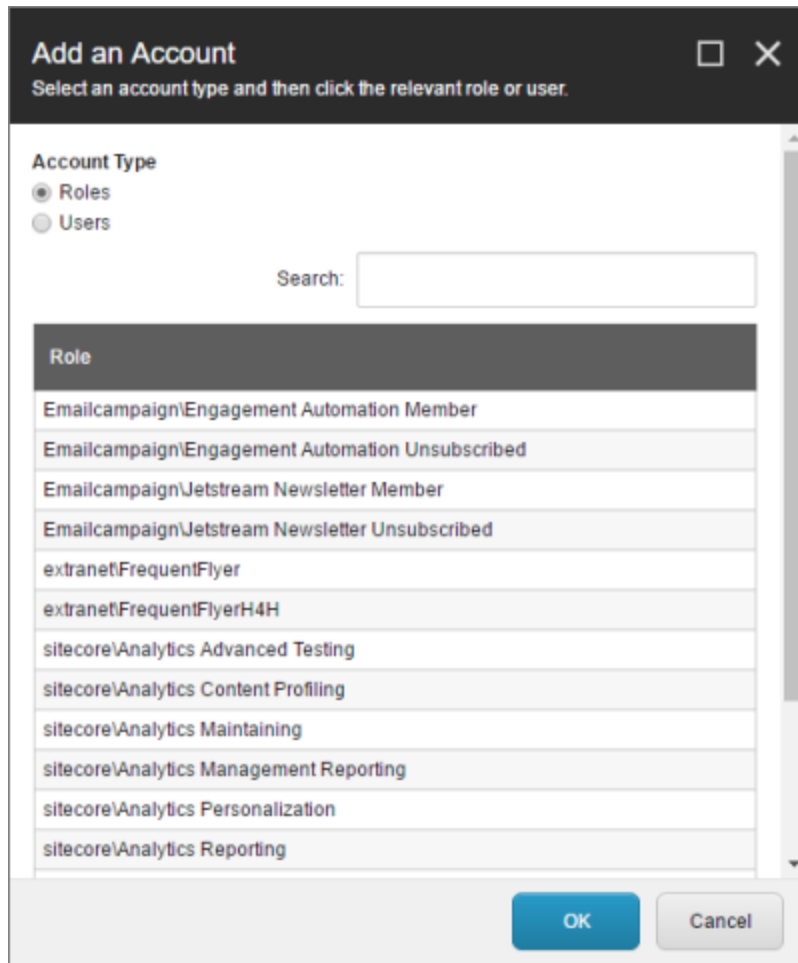 Add an Account
Select an account type and then click the relevant role or user.
Account Type
Roles
Users
Search:
Role
Emailcampaign\Engagement Automation Member
Emailcampaign\Engagement Automation Unsubscribed
Emailcampaign\Jetstream Newsletter Member
Emailcampaign\Jetstream Newsletter Unsubscribed
extranet\FrequentFlyer
extranet\FrequentFlyerH4H
sitecore\Analytics Advanced Testing
sitecore\Analytics Content Profiling
sitecore\Analytics Maintaining
sitecore\Analytics Management Reporting
sitecore\Analytics Personalization
sitecore\Analytics Reporting
OK
Cancel